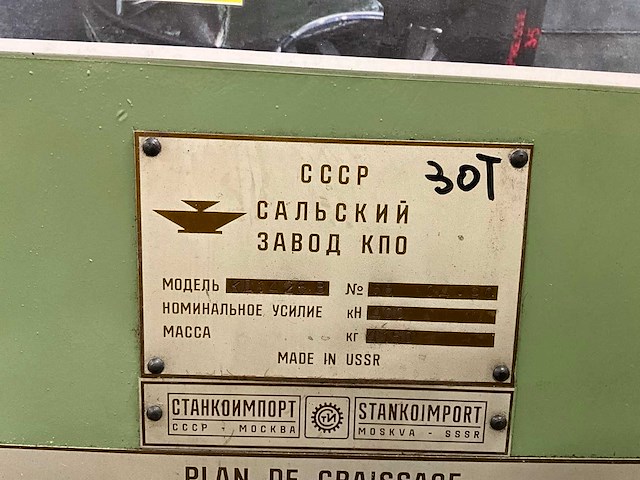 СССР
30Т
САЛЬСКИЙ
ЗАВОД КПО
МОДЕЛЬ №
НОМИНАЛЬНОЕ УСИЛИЕ кН
МАССА кг
MADE IN USSR
СТАНКОИМПОРТ
СССР - МОСКВА
STANKOIMPORT
MOSKVA - SSSR
PLAN DE GRAISSAGE